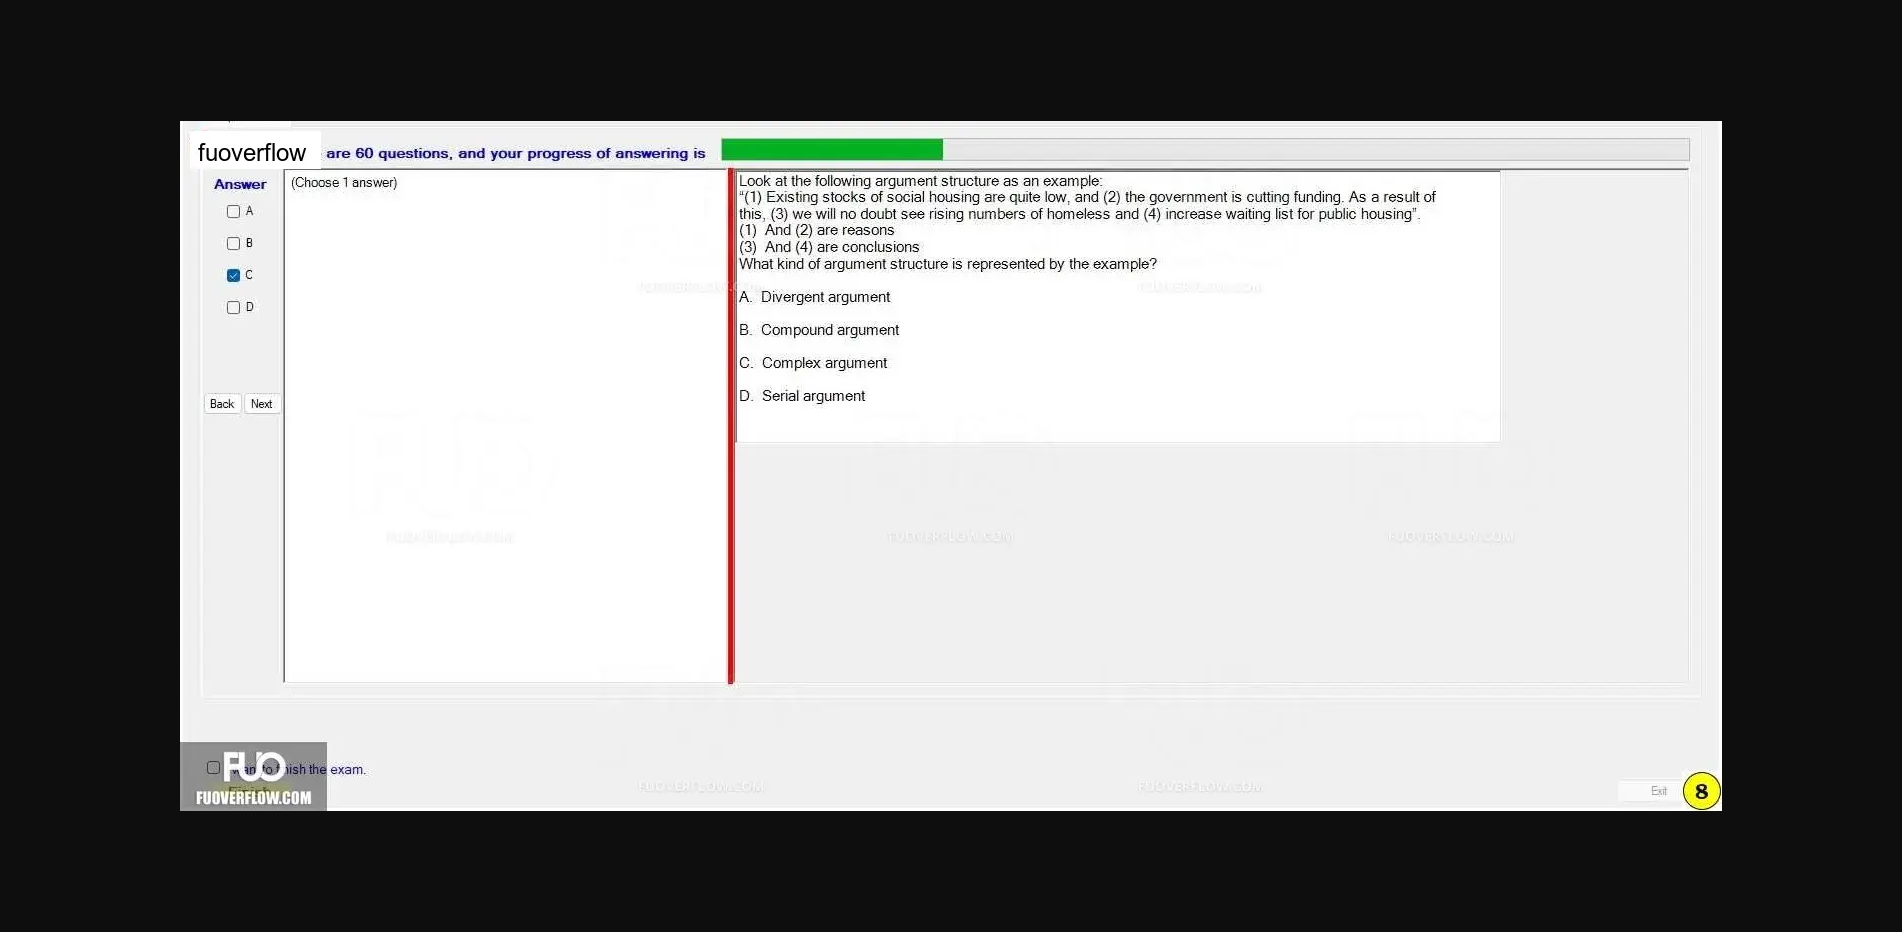 fuoverflow are 60 questions, and your progress of answering is
Answer
(Choose 1 answer)
A
B
C
D
Back Next
Look at the following argument structure as an example:
“(1) Existing stocks of social housing are quite low, and (2) the government is cutting funding. As a result of
this, (3) we will no doubt see rising numbers of homeless and (4) increase waiting list for public housing”.
(1) And (2) are reasons
(3) And (4) are conclusions
What kind of argument structure is represented by the example?
A. Divergent argument
B. Compound argument
C. Complex argument
D. Serial argument
FUOVERFLOW.COM
FUOVERFLOW.COM
FUOVERFLOW.COM
FUOVERFLOW.COM
FUOVERFLOW.COM
FUOVERFLOW.COM
FUOVERFLOW.COM
FUO
the exam.
FUOVERFLOW.COM
Exit
8